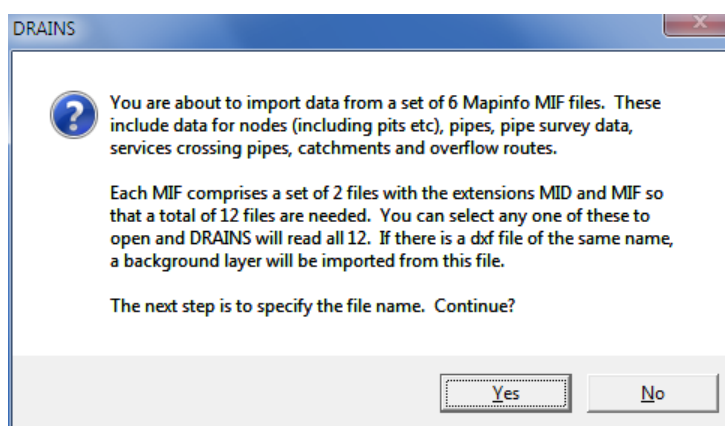 DRAINS
You are about to import data from a set of 6 Mapinfo MIF files. These
include data for nodes (including pits etc), pipes, pipe survey data,
services crossing pipes, catchments and overflow routes.
Each MIF comprises a set of 2 files with the extensions MID and MIF so
that a total of 12 files are needed. You can select any one of these to
open and DRAINS will read all 12. If there is a dxf file of the same name,
a background layer will be imported from this file.
The next step is to specify the file name. Continue?
Yes
No